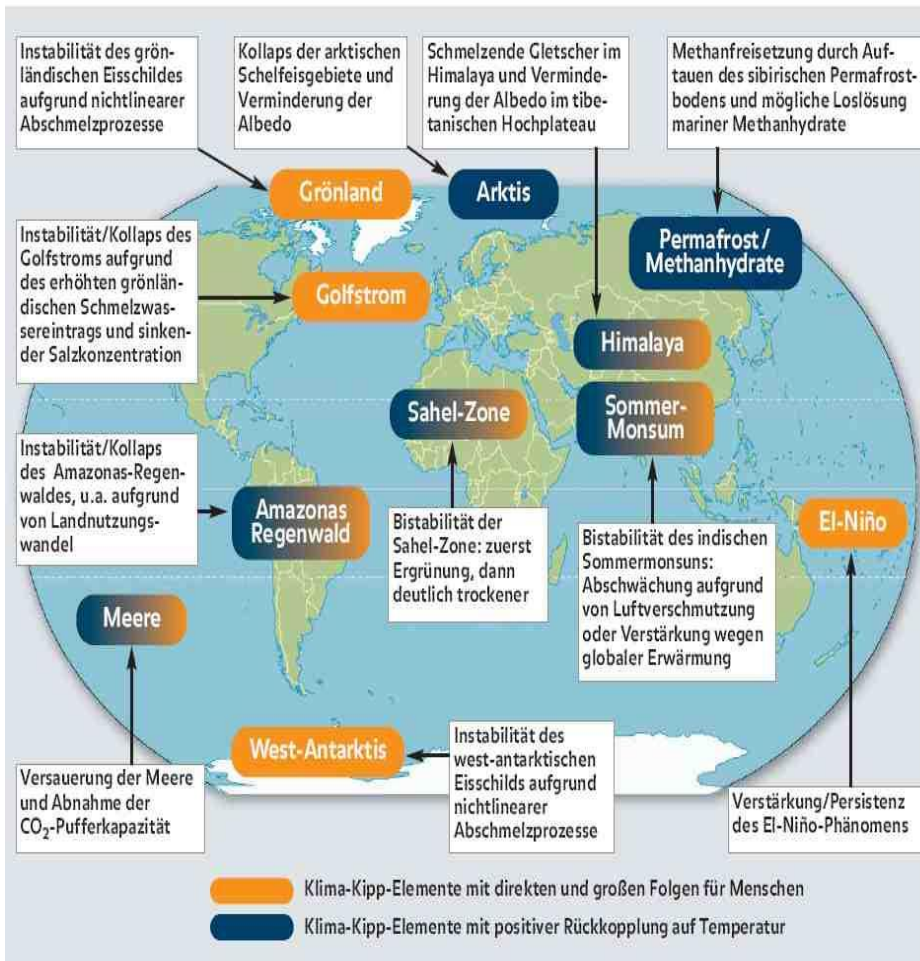 Instabilität des grön-
ländischen Eisschildes
aufgrund nichtlinearer
Abschmelzprozesse
Kollaps der arktischen
Schelfeisgebiete und
Verminderung der
Albedo
Schmelzende Gletscher im
Himalaya und Verminde-
rung der Albedo im tibe-
tanischen Hochplateau
Methanfreisetzung durch Auf-
tauen des sibirischen Permafrost-
bodens und mögliche Loslösung
mariner Methanhydrate
Grönland
Arktis
Permafrost /
Methanhydrate
Instabilität/Kollaps des
Golfstroms aufgrund
des erhöhten grönlän-
dischen Schmelzwas-
sereintrags und sinken-
der Salzkonzentration
Golfstrom
Himalaya
Sahel-Zone
Sommer-
Monsum
Instabilität/Kollaps
des Amazonas-Regen-
waldes, u.a. aufgrund
von Landnutzungs-
wandel
Amazonas
Regenwald
Bistabilität der
Sahel-Zone: zuerst
Ergrünung, dann
deutlich trockener
Bistabilität des indischen
Sommermonsuns:
Abschwächung aufgrund
von Luftverschmutzung
oder Verstärkung wegen
globaler Erwärmung
El-Niño
Meere
West-Antarktis
Instabilität des
west-antarktischen
Eisschilds aufgrund
nichtlinearer
Abschmelzprozesse
Versauerung der Meere
und Abnahme der
CO₂-Pufferkapazität
Verstärkung/Persistenz
des El-Niño-Phänomens
Klima-Kipp-Elemente mit direkten und großen Folgen für Menschen
Klima-Kipp-Elemente mit positiver Rückkopplung auf Temperatur